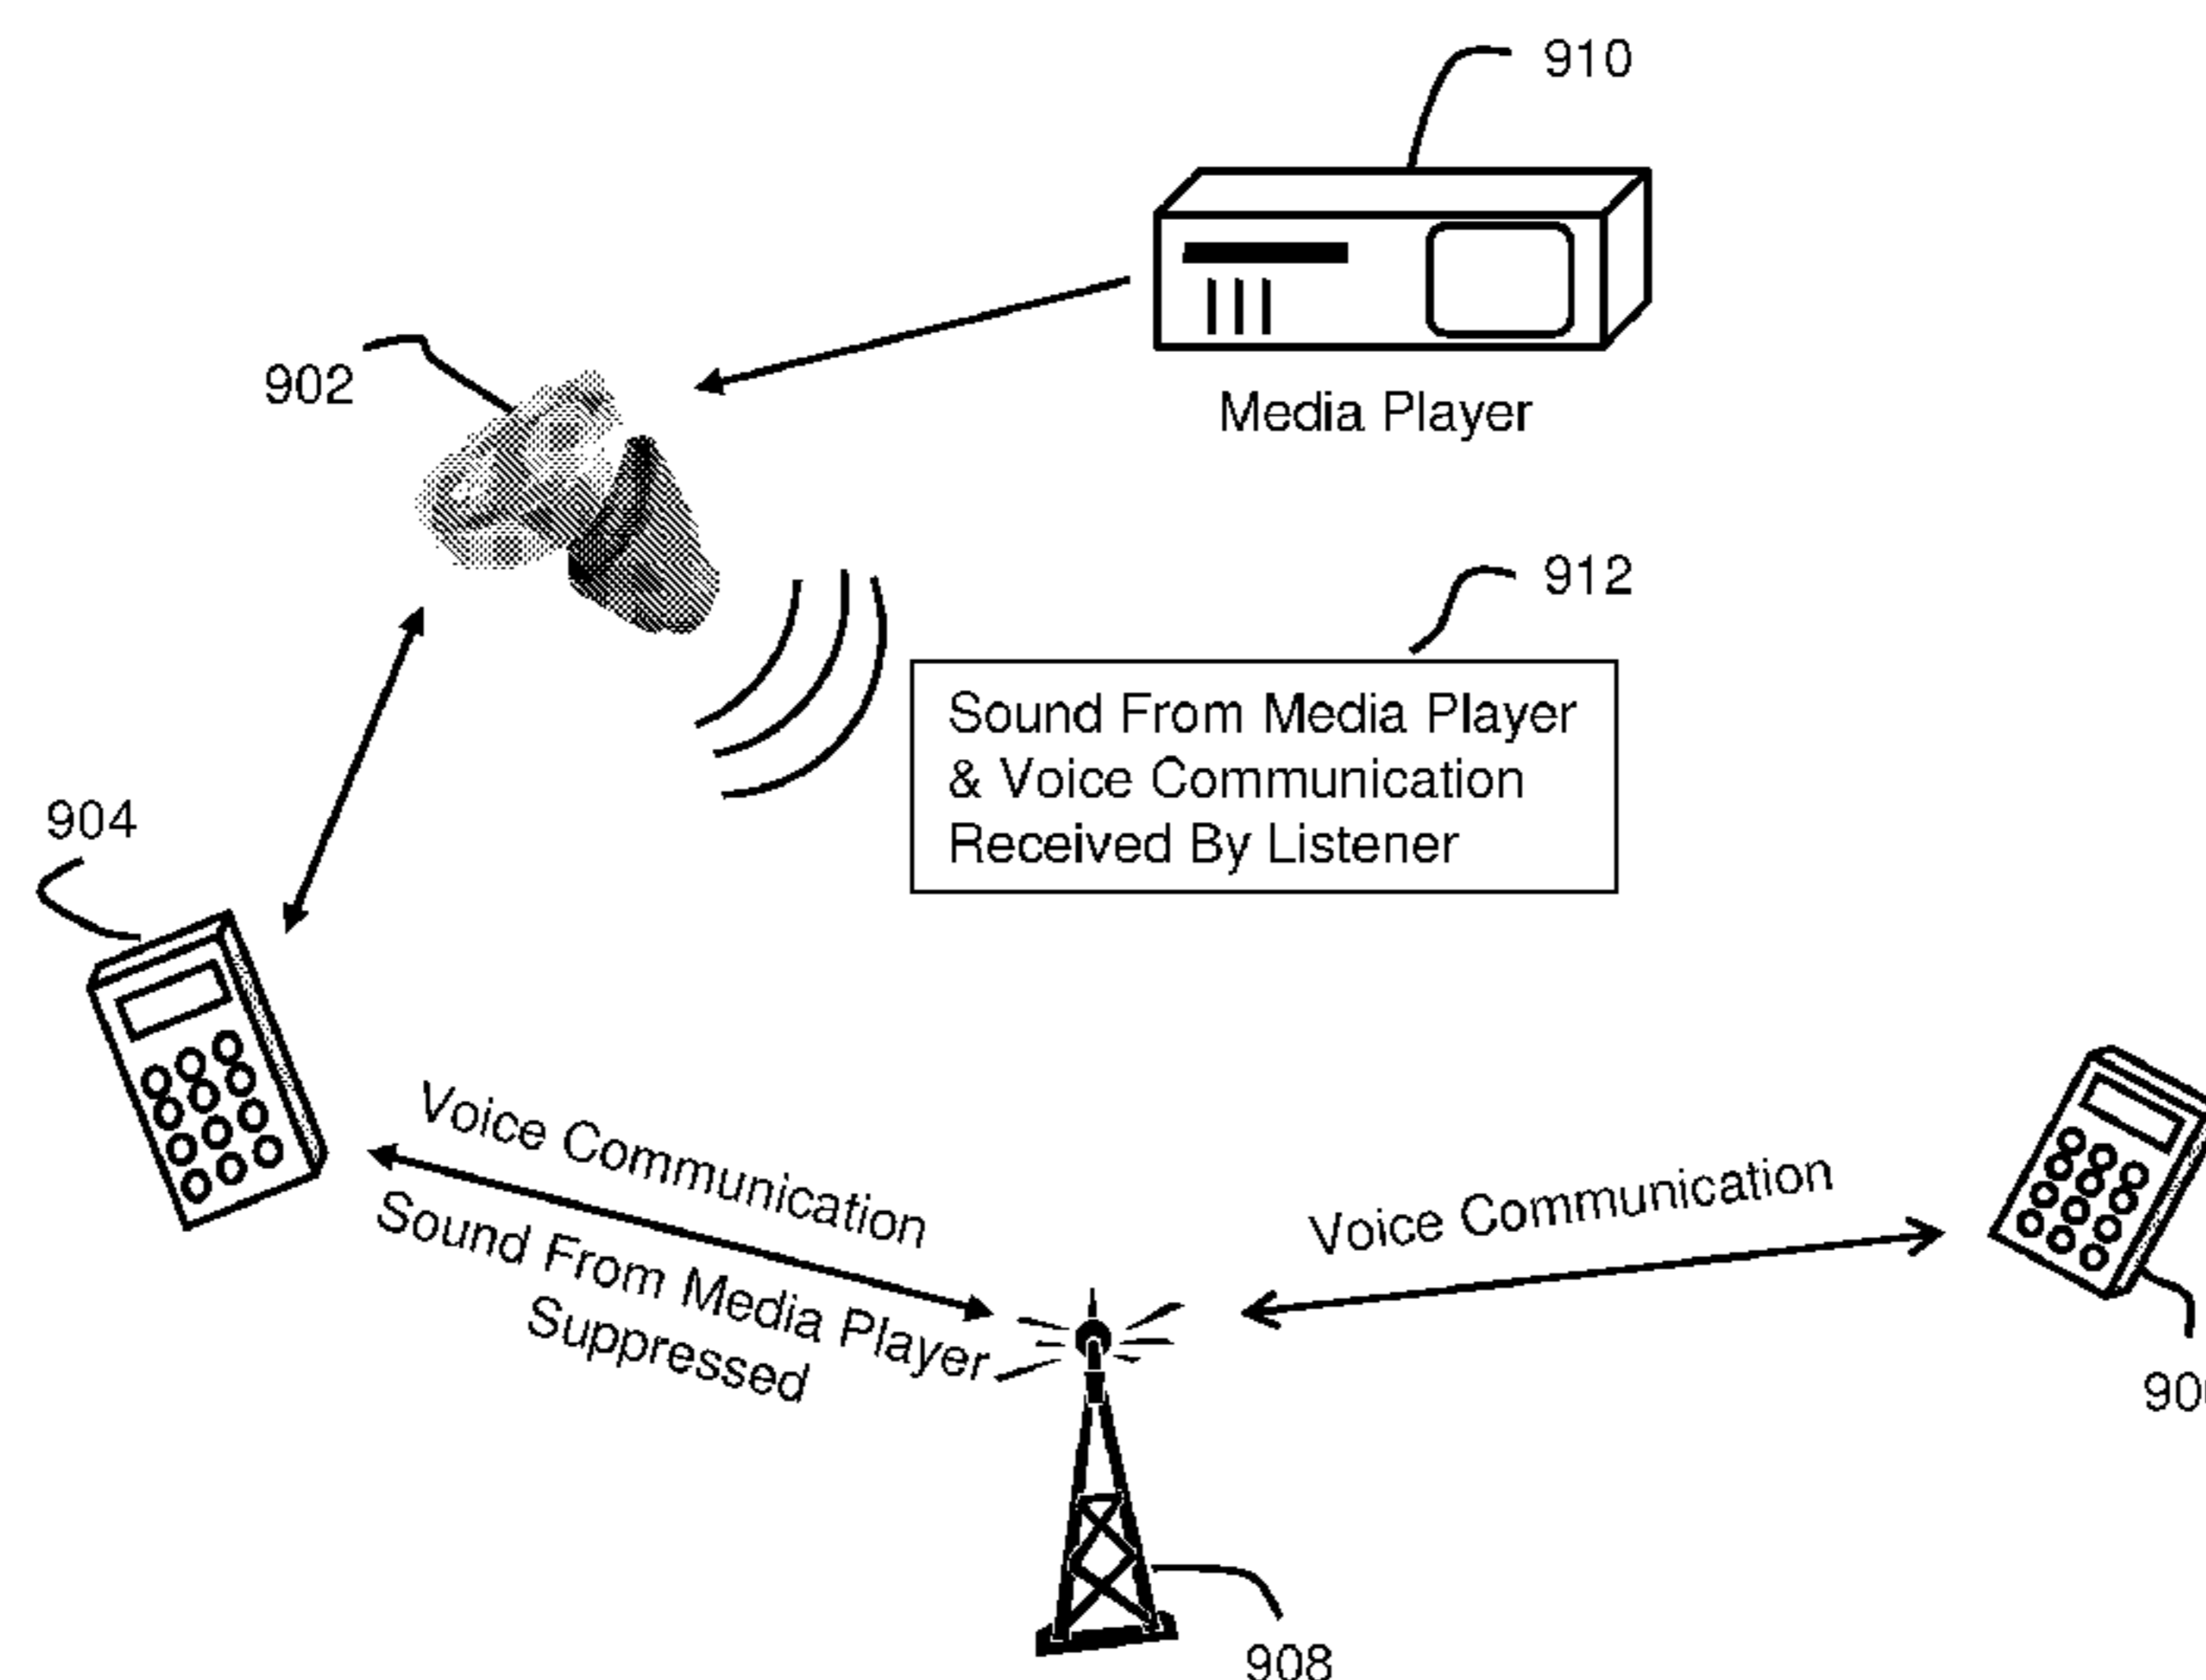 910
902
Media Player
912
Sound From Media Player
& Voice Communication
Received By Listener
904
Voice Communication
Sound From Media Player
Suppressed
Voice Communication
908